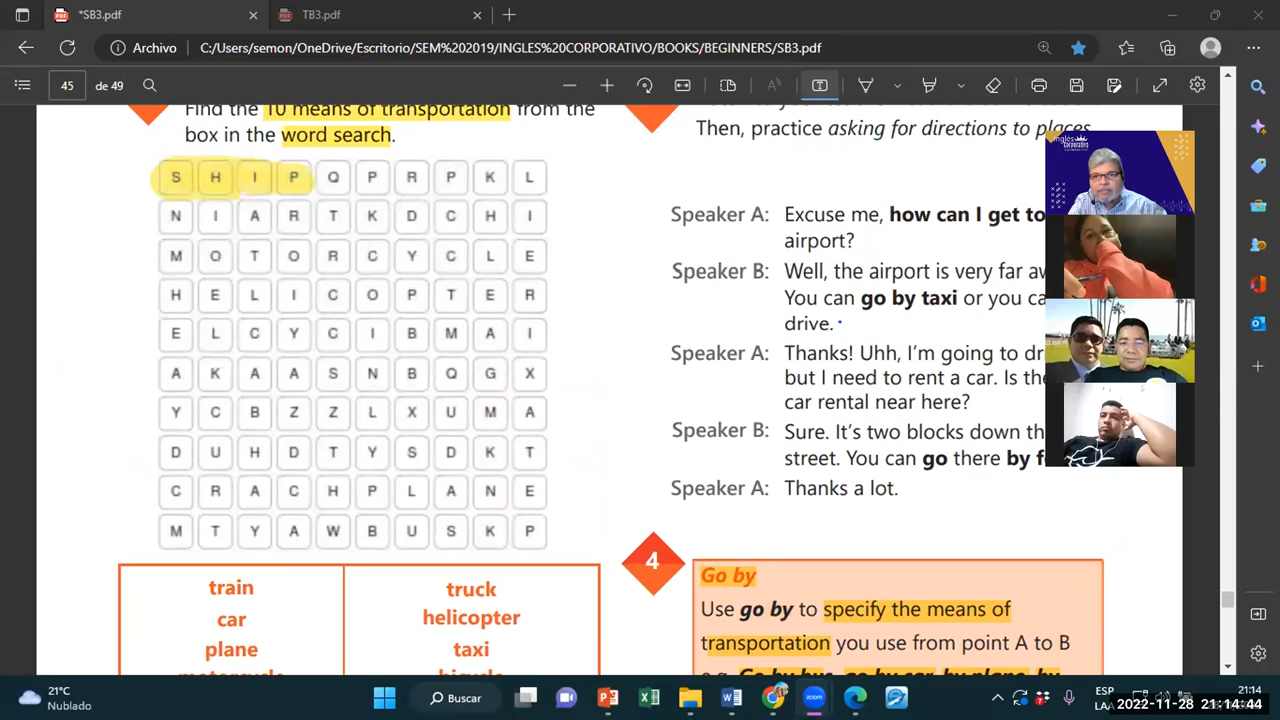 *SB3.pdf
TB3.pdf
Archivo
C:/Users/semon/OneDrive/Escritorio/SEM%202019/INGLES%20CORPORATIVO/BOOKS/BEGINNERS/SB3.pdf
45 de 49
Find the 10 means of transportation from the
box in the word search.
S H I P Q P R P K L
N I A R T K D C H I
M O T O R C Y C L E
H E L I C O P T E R
E L C Y C I B M A I
A K A A S N B Q G X
Y C B Z Z L X U M A
D U H D T Y S D K T
C R A C H P L A N E
M T Y A W B U S K P
train
truck
car
helicopter
plane
taxi
Then, practice asking for directions to places
Speaker A: Excuse me, how can I get to
airport?
Speaker B: Well, the airport is very far
You can go by taxi or you
drive.
Speaker A: Thanks! Uhh, I'm going to
but I need to rent a car. Is
car rental near here?
Speaker B: Sure. It's two blocks down
street. You can go there by
Speaker A: Thanks a lot.
4
Go by
Use go by to specify the means of
transportation you use from point A to B
Inglés
Corporativo
21°C
Nublado
Buscar
ESP
LAA
21:14
2022-11-28 21:14:44